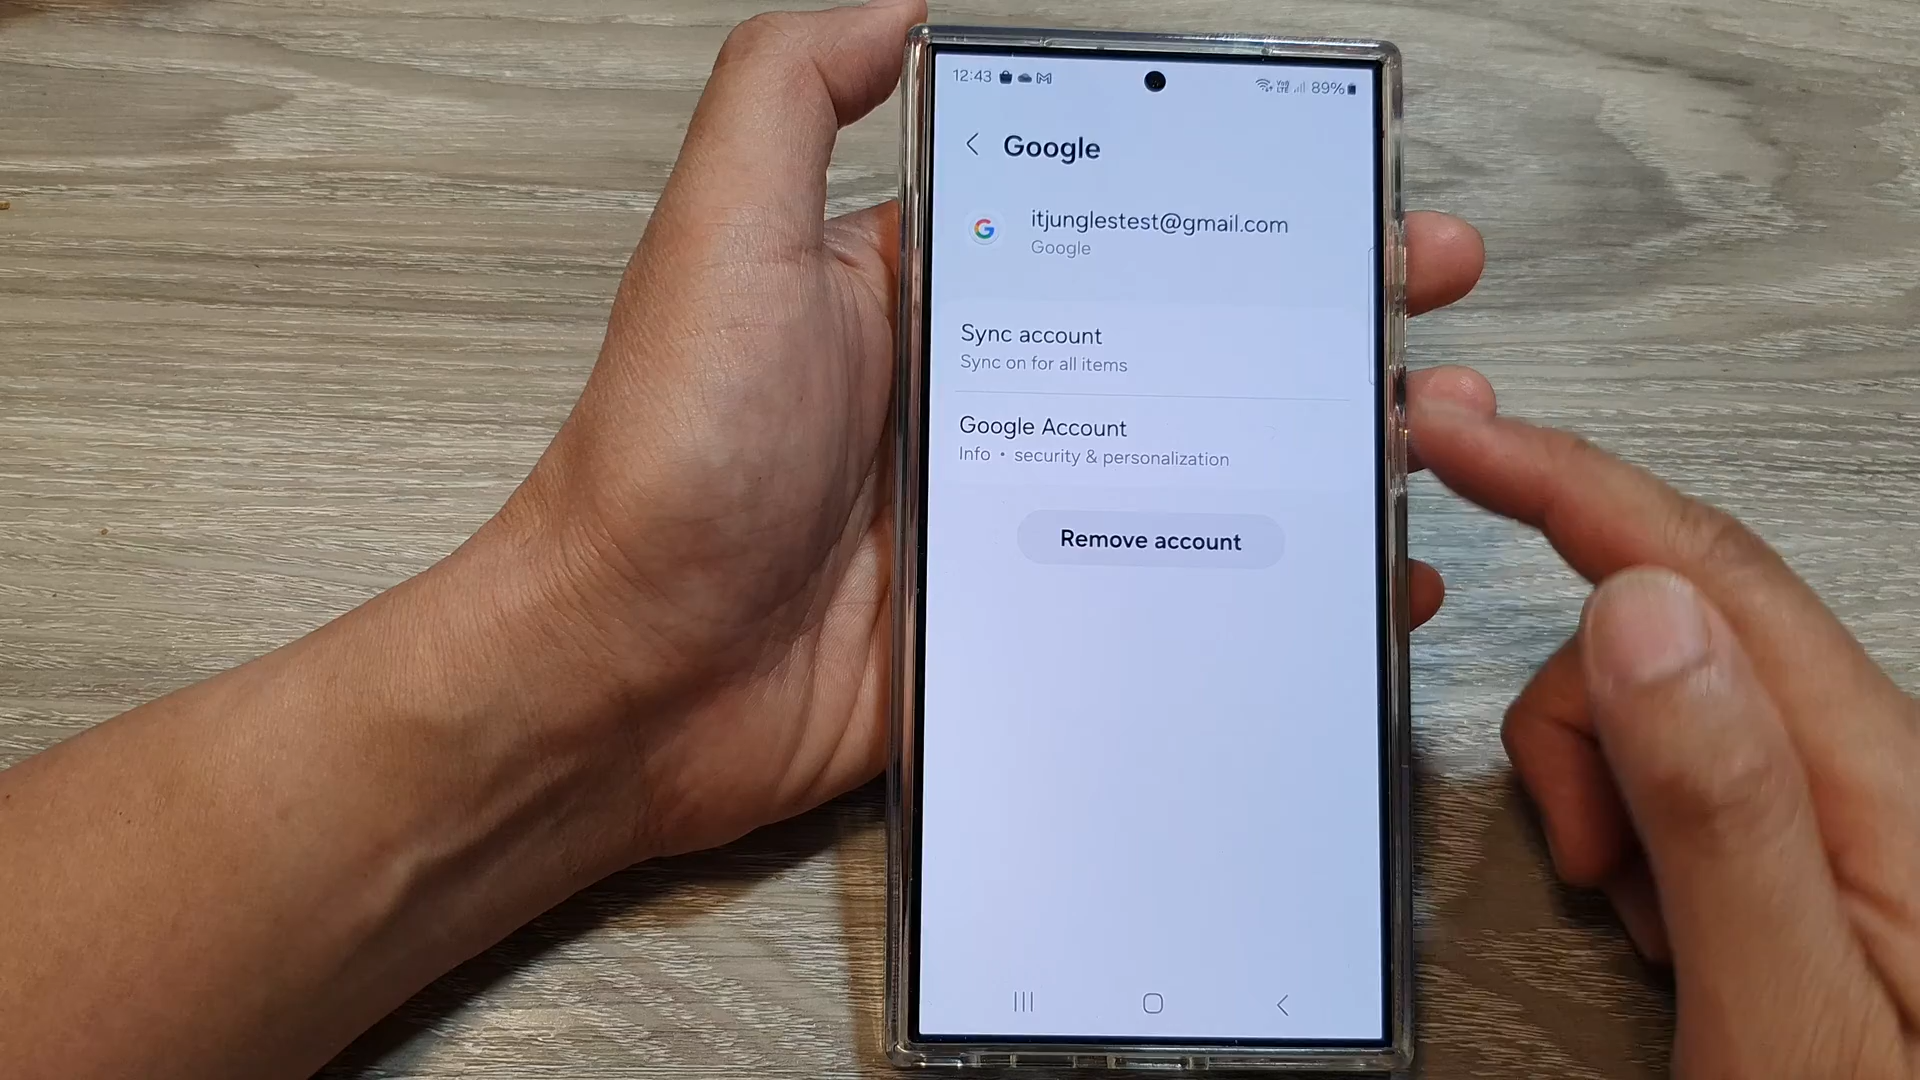 12:43 89%
Google
itjunglestest@gmail.com
Google
Sync account
Sync on for all items
Google Account
Info • security & personalization
Remove account